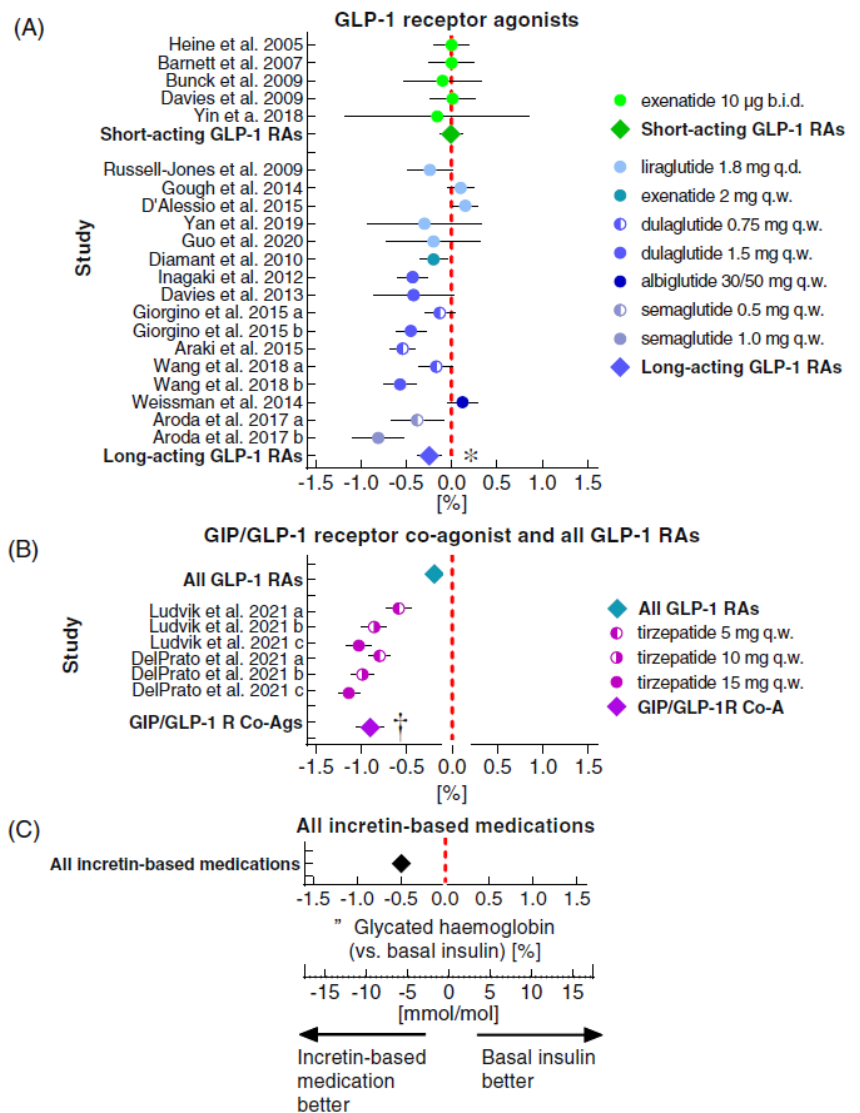 (A)
GLP-1 receptor agonists
Heine et al. 2005
Barnett et al. 2007
Bunck et al. 2009
Davies et al. 2009
Yin et a. 2018
Short-acting GLP-1 RAs
Russell-Jones et al. 2009
Gough et al. 2014
D'Alessio et al. 2015
Yan et al. 2019
Guo et al. 2020
Diamant et al. 2010
Inagaki et al. 2012
Davies et al. 2013
Giorgino et al. 2015 a
Giorgino et al. 2015 b
Araki et al. 2015
Wang et al. 2018 a
Wang et al. 2018 b
Weissman et al. 2014
Aroda et al. 2017 a
Aroda et al. 2017 b
Long-acting GLP-1 RAs
*
Study
-1.5 -1.0 -0.5 0.0 0.5 1.0 1.5
[%]
exenatide 10 µg b.i.d.
Short-acting GLP-1 RAs
liraglutide 1.8 mg q.d.
exenatide 2 mg q.w.
dulaglutide 0.75 mg q.w.
dulaglutide 1.5 mg q.w.
albiglutide 30/50 mg q.w.
semaglutide 0.5 mg q.w.
semaglutide 1.0 mg q.w.
Long-acting GLP-1 RAs
(B)
GIP/GLP-1 receptor co-agonist and all GLP-1 RAs
All GLP-1 RAs
Ludvik et al. 2021 a
Ludvik et al. 2021 b
Ludvik et al. 2021 c
DelPrato et al. 2021 a
DelPrato et al. 2021 b
DelPrato et al. 2021 c
GIP/GLP-1 R Co-Ags
†
Study
-1.5 -1.0 -0.5 0.0 0.5 1.0 1.5
[%]
All GLP-1 RAs
tirzepatide 5 mg q.w.
tirzepatide 10 mg q.w.
tirzepatide 15 mg q.w.
GIP/GLP-1R Co-A
(C)
All incretin-based medications
All incretin-based medications
-1.5 -1.0 -0.5 0.0 0.5 1.0 1.5
" Glycated haemoglobin
(vs. basal insulin) [%]
-15 -10 -5 0 5 10 15
[mmol/mol]
Incretin-based
medication
better
Basal insulin
better